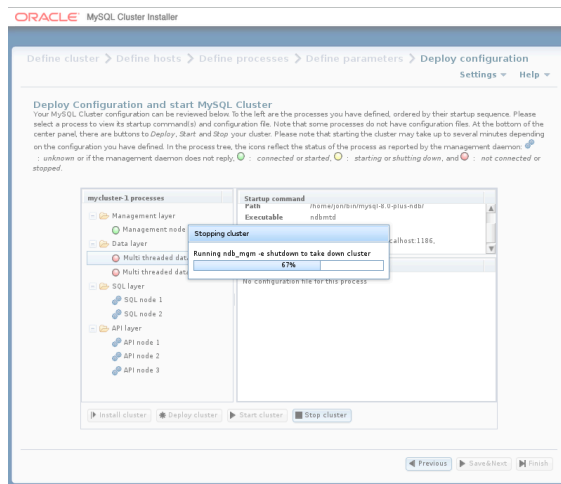 ORACLE MySQL Cluster Installer
Define cluster Define hosts Define processes Define parameters Deploy configuration
Settings Help
Deploy Configuration and start MySQL Cluster
Your MySQL Cluster configuration can be reviewed below. To the left are the processes you have defined, ordered by their startup sequence. Please
select a process to view its startup command(s) and configuration file. Note that some processes do not have configuration files. At the bottom of the
center panel, there are buttons to Deploy, Start and Stop your cluster. Please note that starting the cluster may take up to several minutes depending
on the configuration you have defined. In the process tree, the icons reflect the status of the process as reported by the management daemon:
: unknown or if the management daemon does not reply, : connected or started, : starting or shutting down, and : not connected or
stopped.
mycluster-1 processes
Management layer
Management node
Data layer
Multi threaded data
Multi threaded data
SQL layer
SQL node 1
SQL node 2
API layer
API node 1
API node 2
API node 3
Startup command
Path /home/jon/bin/mysql-8.0-plus-ndb/
Executable ndbmtd
calhost:1186,
No configuration file for this process
Stopping cluster
Running ndb_mgm -e shutdown to take down cluster
67%
Install cluster Deploy cluster Start cluster Stop cluster
Previous Save&Next Finish